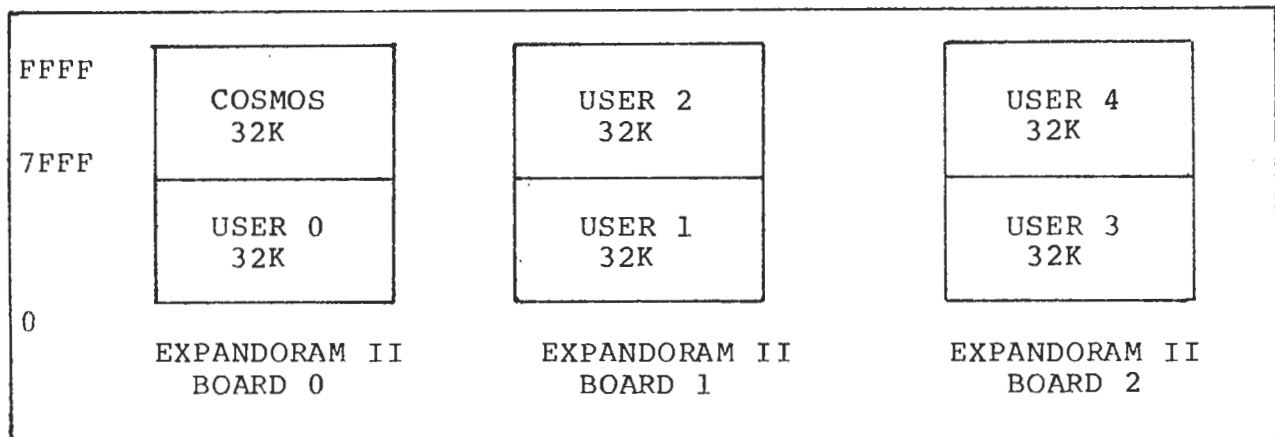 FFFF
COSMOS
32K
USER 2
32K
USER 4
32K
7FFF
USER 0
32K
USER 1
32K
USER 3
32K
0
EXPANDORAM II
BOARD 0
EXPANDORAM II
BOARD 1
EXPANDORAM II
BOARD 2